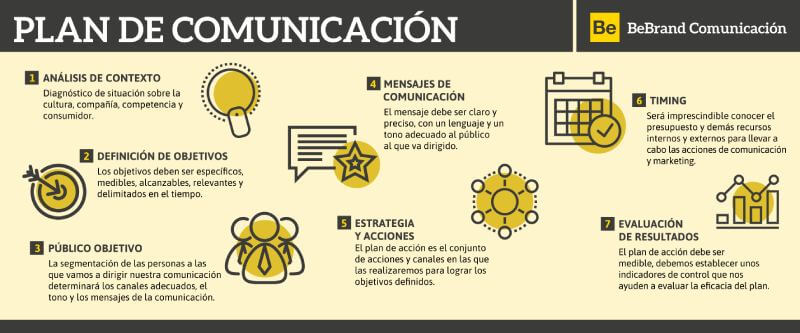 PLAN DE COMUNICACIÓN
Be BeBrand Comunicación
1 ANÁLISIS DE CONTEXTO
Diagnóstico de situación sobre la
cultura, compañía, competencia y
consumidor.
2 DEFINICIÓN DE OBJETIVOS
Los objetivos deben ser específicos,
medibles, alcanzables, relevantes y
delimitados en el tiempo.
3 PÚBLICO OBJETIVO
La segmentación de las personas a las
que vamos a dirigir nuestra comunicación
determinará los canales adecuados, el
tono y los mensajes de la comunicación.
4 MENSAJES DE
COMUNICACIÓN
El mensaje debe ser claro y
preciso, con un lenguaje y un
tono adecuado al público
al que va dirigido.
5 ESTRATEGIA
Y ACCIONES
El plan de acción es el conjunto
de acciones y canales en las que
las realizaremos para lograr los
objetivos definidos.
6 TIMING
Será imprescindible conocer el
presupuesto y demás recursos
internos y externos para llevar a
cabo las acciones de comunicación
y marketing.
7 EVALUACIÓN
DE RESULTADOS
El plan de acción debe ser
medible, debemos establecer unos
indicadores de control que nos
ayuden a evaluar la eficacia del plan.